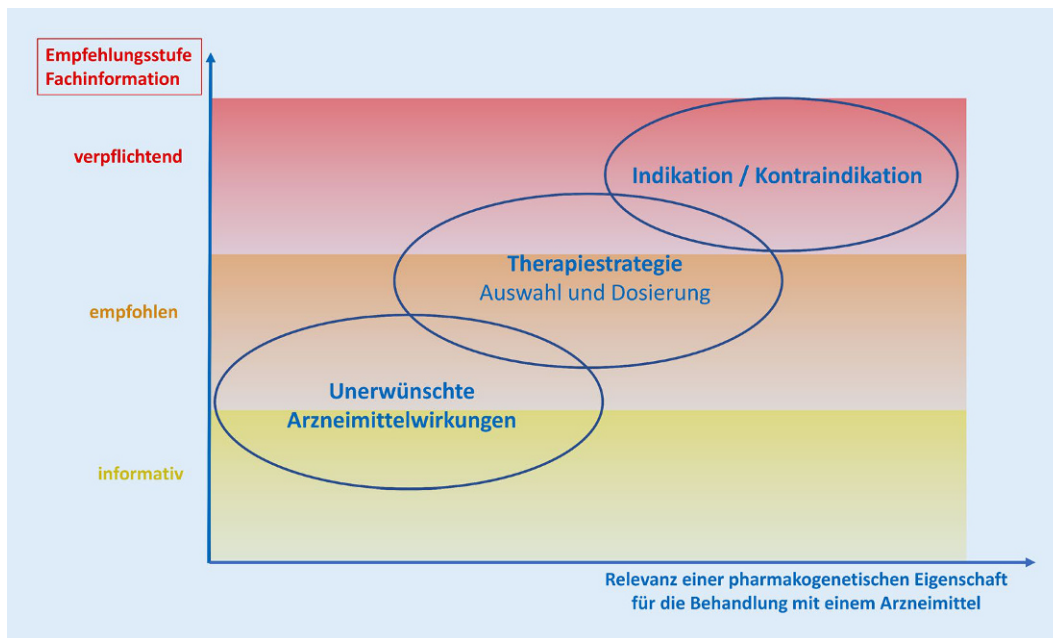 Empfehlungsstufe
Fachinformation
verpflichtend
Indikation / Kontraindikation
Therapiestrategie
Auswahl und Dosierung
empfohlen
Unerwünschte
Arzneimittelwirkungen
informativ
Relevanz einer pharmakogenetischen Eigenschaft
für die Behandlung mit einem Arzneimittel